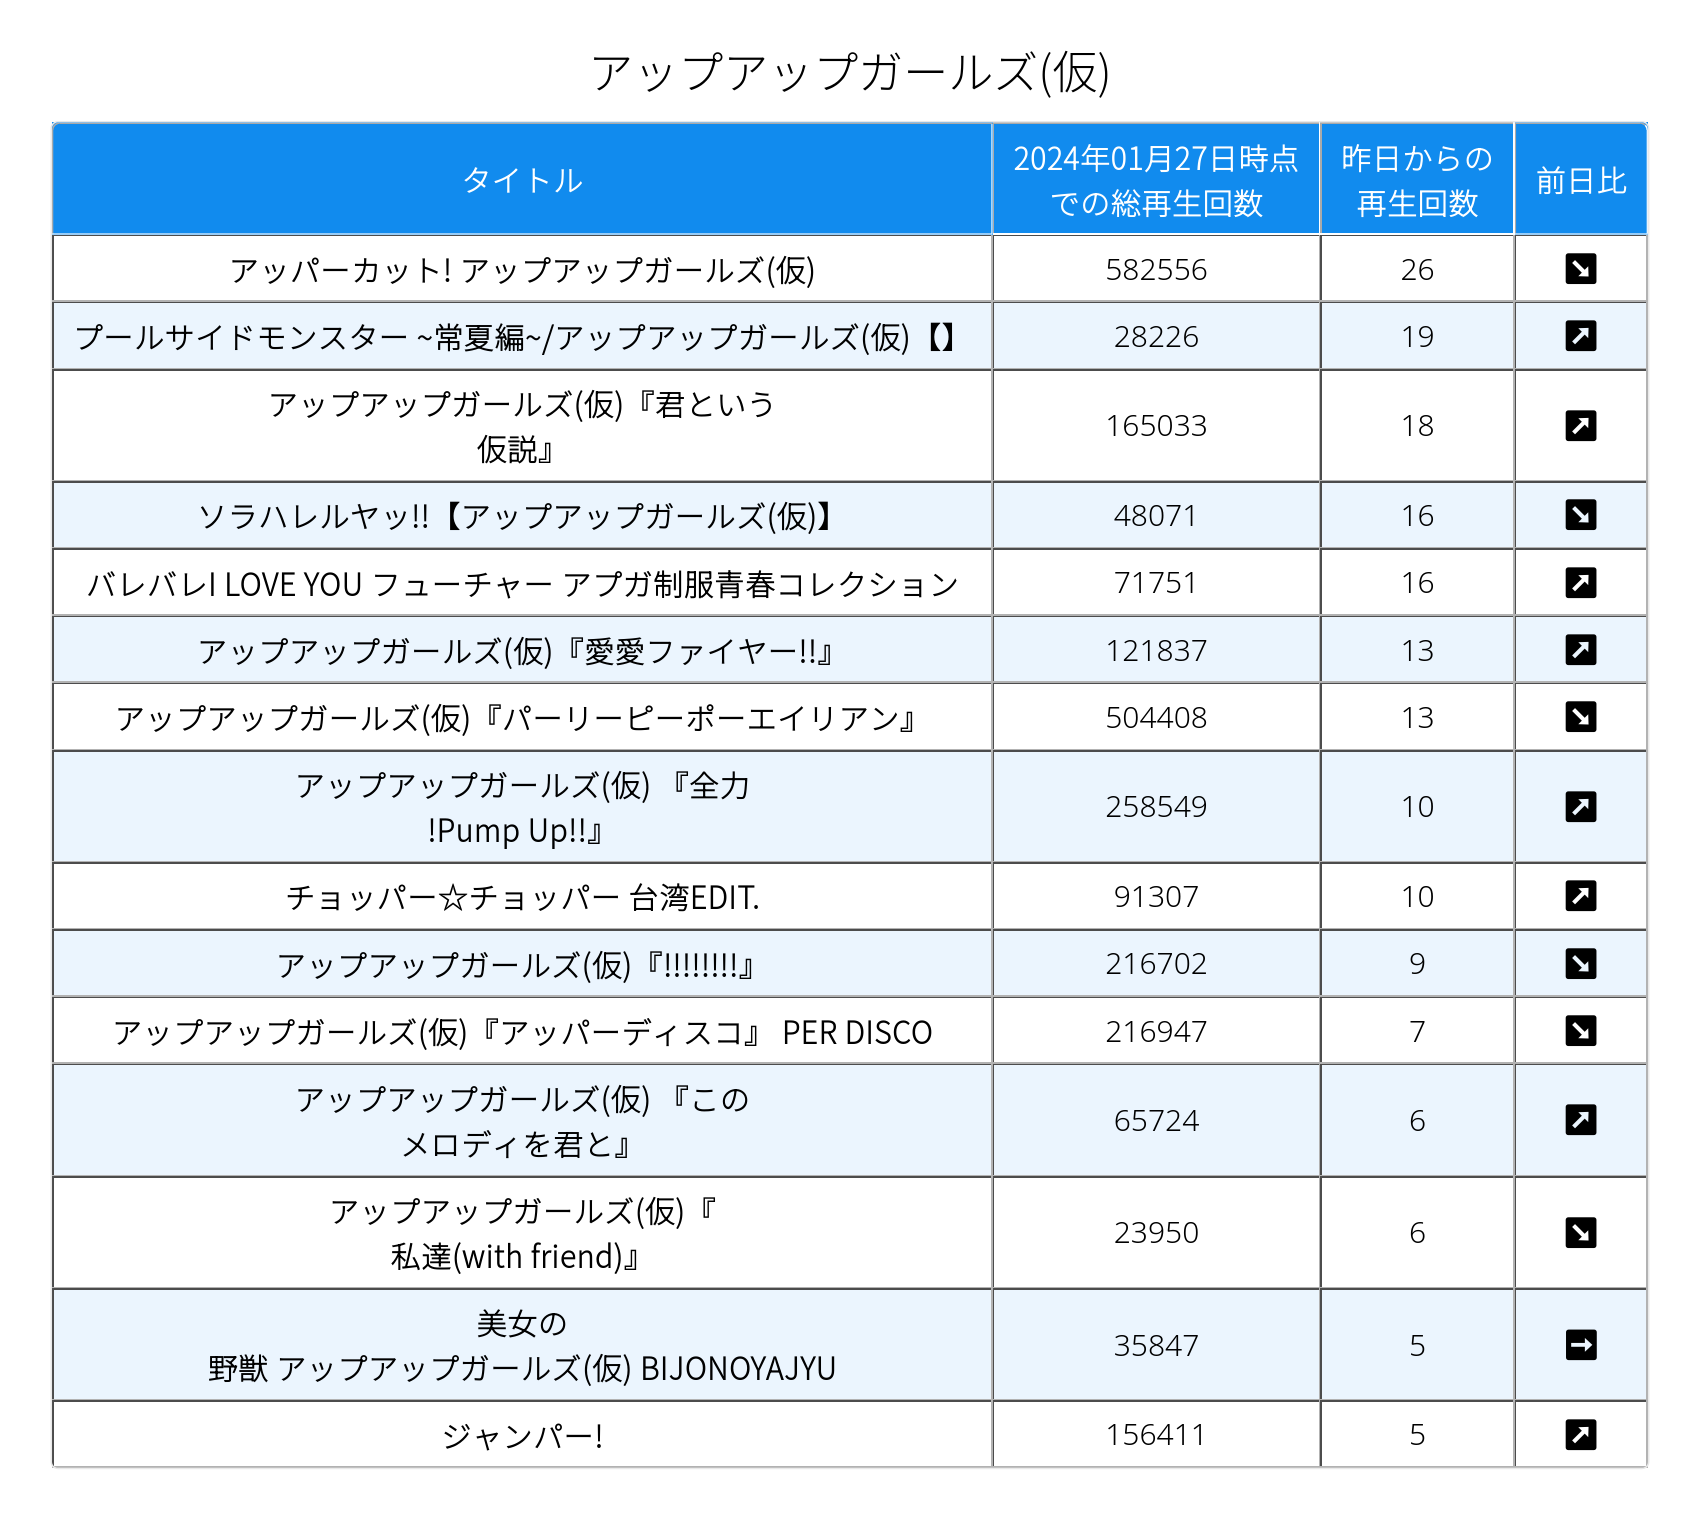 アップアップガールズ(仮)
タイトル
2024年01月27日時点
での総再生回数
昨日からの
再生回数
前日比
アッパーカット! アップアップガールズ(仮) 582556 26
プールサイドモンスター ~常夏編~/アップアップガールズ(仮)【】 28226 19
アップアップガールズ(仮)『君という
仮説』 165033 18
ソラハレルヤッ!!【アップアップガールズ(仮)】 48071 16
バレバレI LOVE YOU フューチャー アプガ制服青春コレクション 71751 16
アップアップガールズ(仮)『愛愛ファイヤー!!』 121837 13
アップアップガールズ(仮)『パーリーピーポーエイリアン』 504408 13
アップアップガールズ(仮) 『全力
!Pump Up!!』 258549 10
チョッパー☆チョッパー 台湾EDIT. 91307 10
アップアップガールズ(仮)『!!!!!!!!』 216702 9
アップアップガールズ(仮)『アッパーディスコ』 PER DISCO 216947 7
アップアップガールズ(仮) 『この
メロディを君と』 65724 6
アップアップガールズ(仮)『
私達(with friend)』 23950 6
美女の
野獣 アップアップガールズ(仮) BIJONOYAJYU 35847 5
ジャンパー! 156411 5